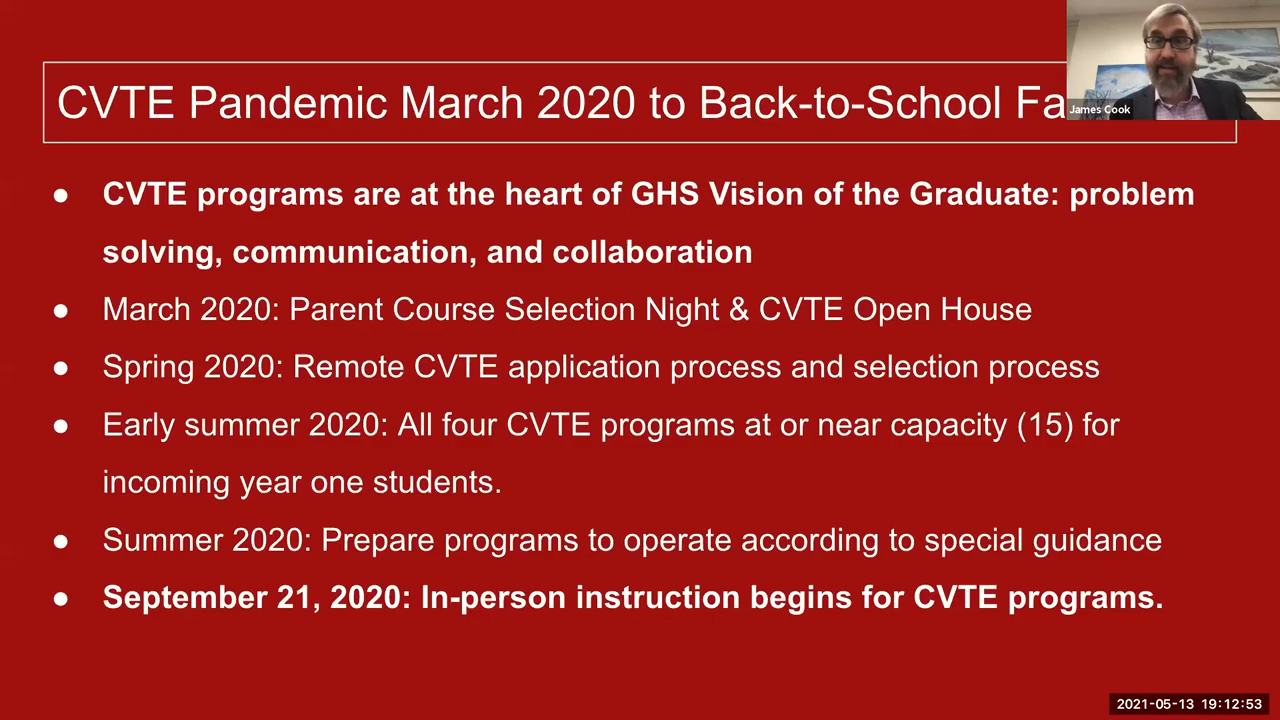 CVTE Pandemic March 2020 to Back-to-School
James Cook
● CVTE programs are at the heart of GHS Vision of the Graduate: problem
solving, communication, and collaboration
● March 2020: Parent Course Selection Night & CVTE Open House
● Spring 2020: Remote CVTE application process and selection process
● Early summer 2020: All four CVTE programs at or near capacity (15) for
incoming year one students.
● Summer 2020: Prepare programs to operate according to special guidance
● September 21, 2020: In-person instruction begins for CVTE programs.
2021-05-13 19:12:53